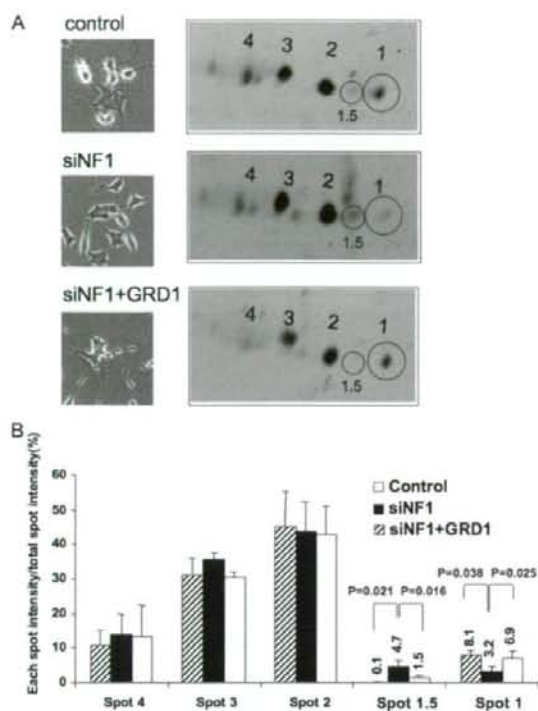 A
control
4 3 2 1
1.5
siNF1
4 3 2 1
1.5
siNF1+GRD1
4 3 2 1
1.5
B
Each spot intensity/total spot intensity(%)
60
50
40
30
20
10
0
Control
siNF1
siNF1+GRD1
P=0.021 P=0.016
P=0.038 P=0.025
0.1 4.7 1.5 8.1 3.2 6.9
Spot 4 Spot 3 Spot 2 Spot 1.5 Spot 1